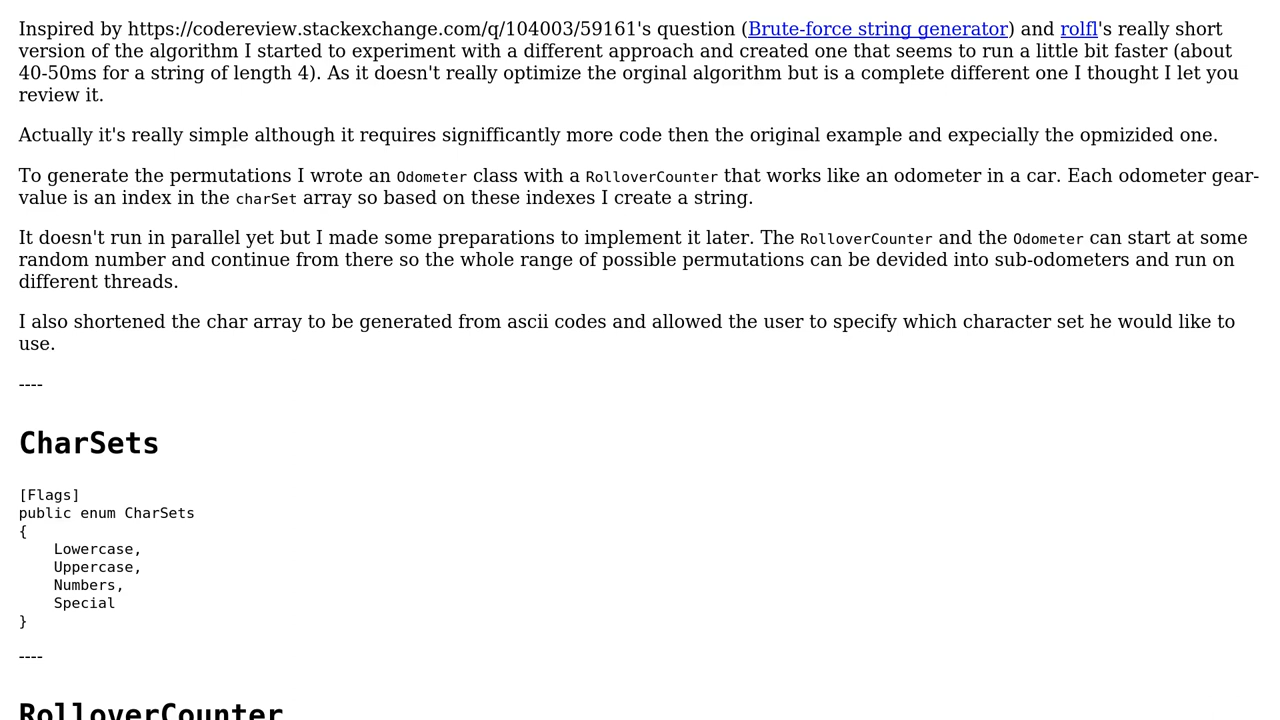 Inspired by https://codereview.stackexchange.com/q/104003/59161's question (Brute-force string generator) and rolfl's really short
version of the algorithm I started to experiment with a different approach and created one that seems to run a little bit faster (about
40-50ms for a string of length 4). As it doesn't really optimize the orginal algorithm but is a complete different one I thought I let you
review it.
Actually it's really simple although it requires signifficantly more code then the original example and expecially the opmizided one.
To generate the permutations I wrote an Odometer class with a RolloverCounter that works like an odometer in a car. Each odometer gear-
value is an index in the charSet array so based on these indexes I create a string.
It doesn't run in parallel yet but I made some preparations to implement it later. The RolloverCounter and the Odometer can start at some
random number and continue from there so the whole range of possible permutations can be devided into sub-odometers and run on
different threads.
I also shortened the char array to be generated from ascii codes and allowed the user to specify which character set he would like to
use.
----
CharSets
[Flags]
public enum CharSets
{
    Lowercase,
    Uppercase,
    Numbers,
    Special
}
----
RolloverCounter